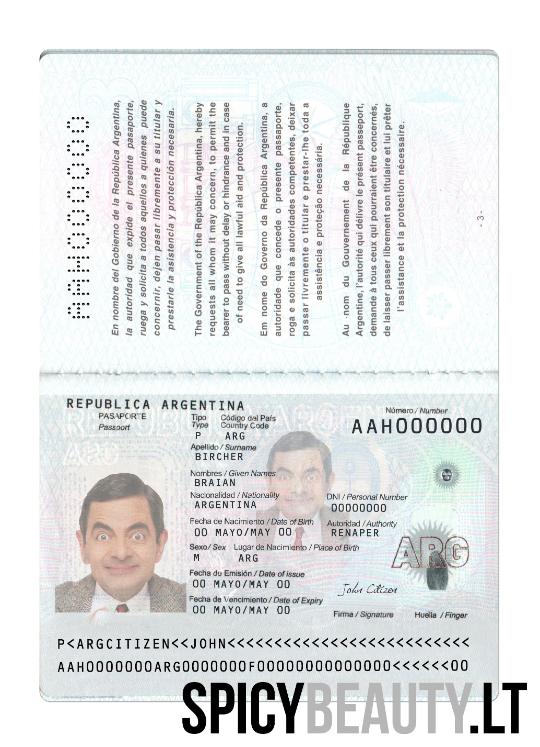 AAH000000
En nombre del Gobierno de la República Argentina,
la autoridad que expide el presente pasaporte,
ruega y solicita a todos aquellos a quienes puede
concernir, dejen pasar libremente a su titular y
prestarle la asistencia y protección necesaria.
The Government of the República Argentina, hereby
requests all whom it may concern, to permit the
bearer to pass without delay or hindrance and in case
of need to give all lawful aid and protection.
Em nome do Governo da República Argentina, a
autoridade que concede o presente passaporte,
roga e solicita às autoridades competentes, deixar
passar livremente o titular e prestar-lhe toda a
assistência e proteção necessária.
Au nom du Gouvernement de la République
Argentine, l'autorité qui délivre le présent passeport,
demande à tous ceux qui pourraient être concernés,
de laisser passer librement son titulaire et lui prêter
l'assistance et la protection nécessaire.
- 3 -
REPUBLICA ARGENTINA
PASAPORTE
Passport
Tipo Código del País
Type Country Code
P ARG
Número / Number
AAH000000
Apellido / Surname
BIRCHER
Nombres / Given Names
BRAIAN
Nacionalidad / Nationality
ARGENTINA
DNI / Personal Number
00000000
Fecha de Nacimiento / Date of Birth
00 MAYO/MAY 00
Autoridad / Authority
RENAPER
Sexo / Sex Lugar de Nacimiento / Place of Birth
M ARG
ARG
Fecha du Emisión / Date of issue
00 MAYO/MAY 00
John Citizen
Fecha de Vencimiento / Date of Expiry
00 MAYO/MAY 00
Firma / Signature Huella / Finger
P<ARGCITIZEN<<JOHN<<<<<<<<<<<<<<<<<<<<<<<<<<
AAH0000000ARG0000000F00000000000000<<<<<<00
SPICYBEAUTY.LT